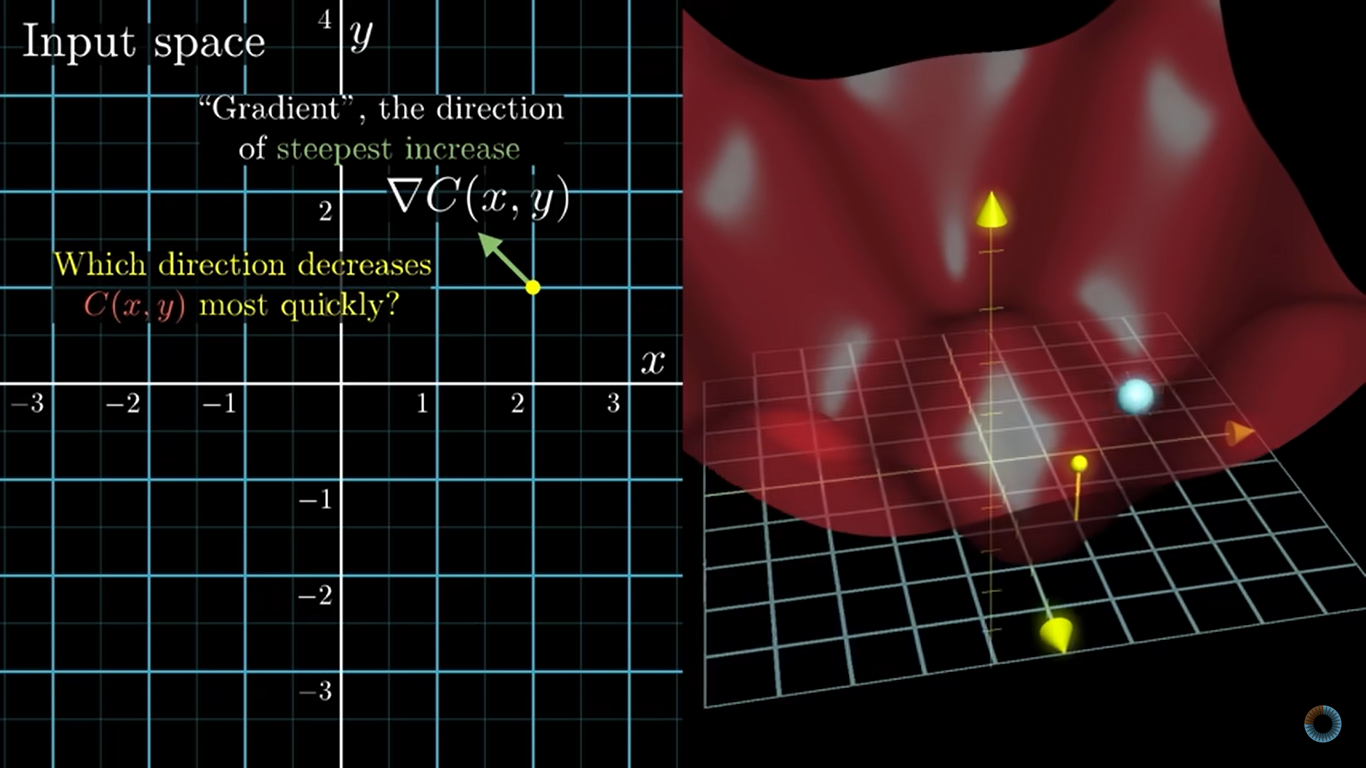 Input space
4
y
“Gradient”, the direction
of steepest increase
∇C(x, y)
2
Which direction decreases
C(x, y) most quickly?
x
−3 −2 −1 1 2 3
−1
−2
−3